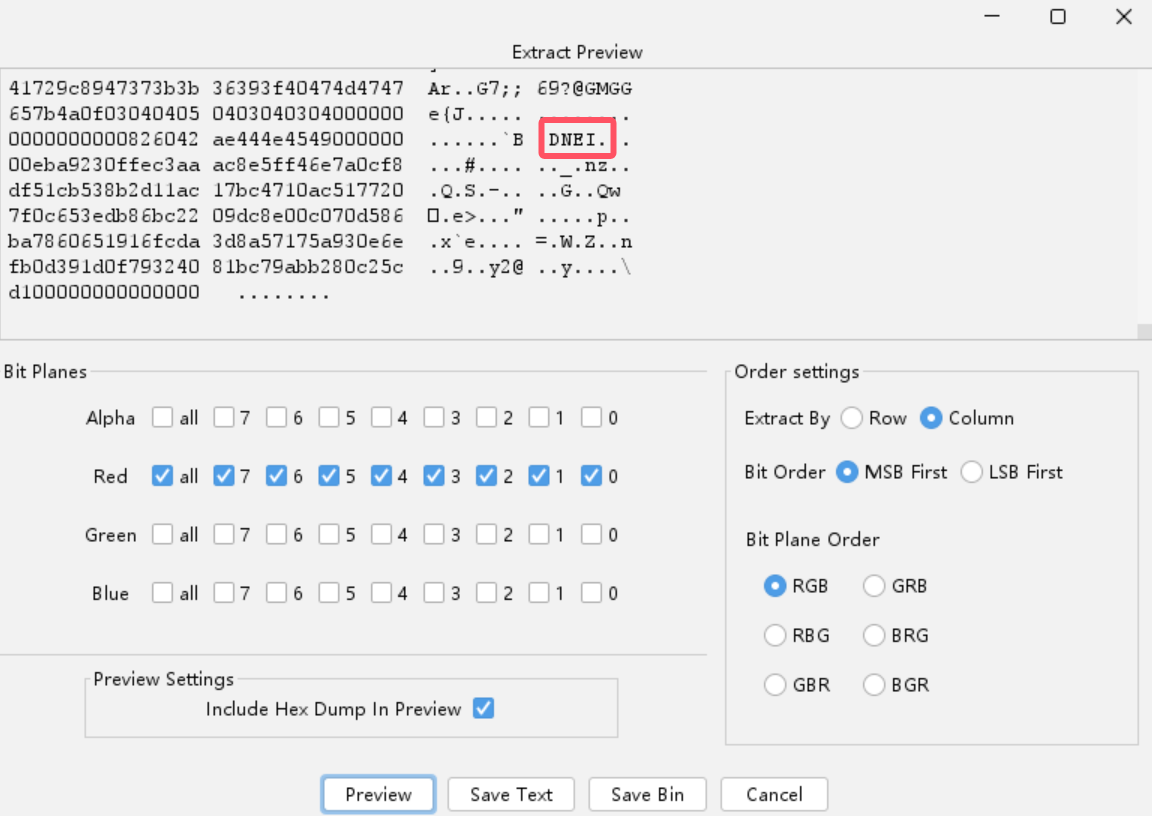 Extract Preview
41729c8947373b3b 36393f40474d4747 Ar..G7;; 69?@GMGG
657b4a0f03040405 0403040304000000 e{J..... ........
0000000000826042 ae444e4549000000 ......`B .DNEI...
00eba9230ffec3aa ac8e5ff46e7a0cf8 ...#.... .._.nz..
df51cb538b2d11ac 17bc4710ac517720 .Q.S.-.. ..G..Qw
7f0c653edb86bc22 09dc8e00c070d586 .e>..." .....p..
ba7860651916fcda 3d8a57175a930e6e .x`e.... =.W.Z..n
fb0d391d0f793240 81bc79abb280c25c ..9..y2@ ..y....\
d100000000000000 ........
Bit Planes
Alpha all 7 6 5 4 3 2 1 0
Red all 7 6 5 4 3 2 1 0
Green all 7 6 5 4 3 2 1 0
Blue all 7 6 5 4 3 2 1 0
Order settings
Extract By Row Column
Bit Order MSB First LSB First
Bit Plane Order
RGB GRB
RBG BRG
GBR BGR
Preview Settings
Include Hex Dump In Preview
Preview Save Text Save Bin Cancel